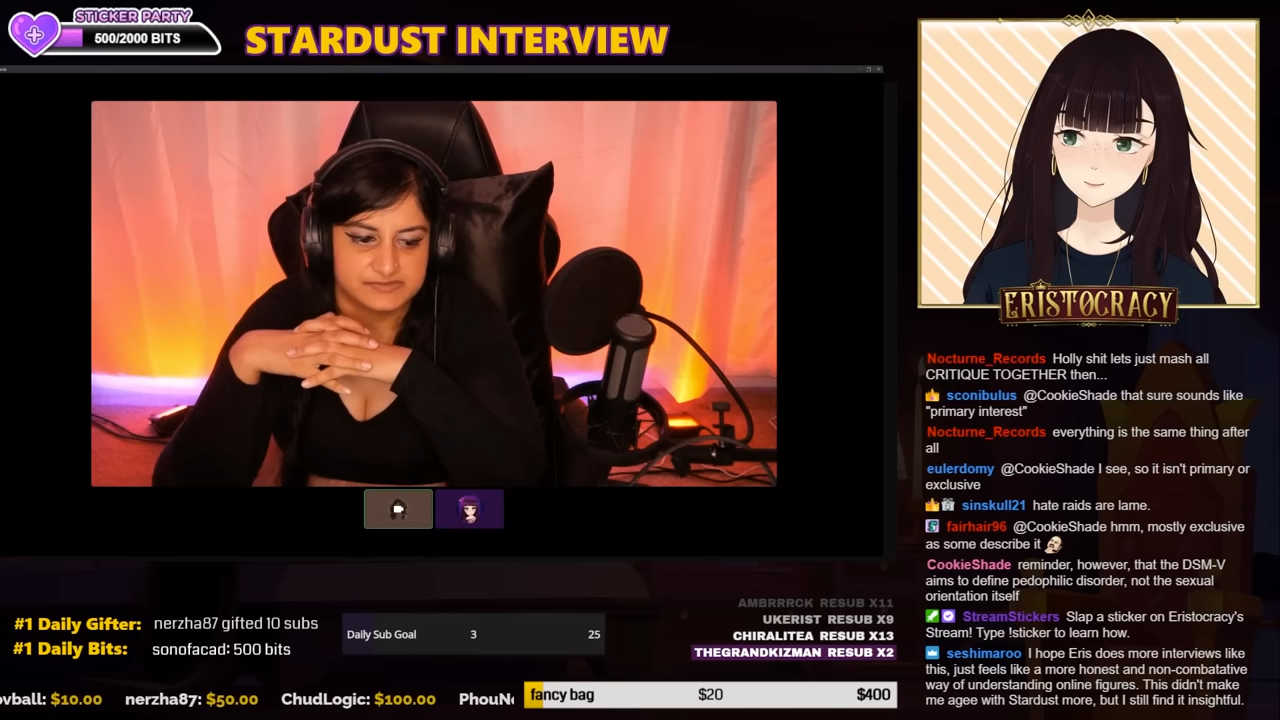 STICKER PARTY
500/2000 BITS
STARDUST INTERVIEW
ERISTOCRACY
Nocturne_Records Holly shit lets just mash all
CRITIQUE TOGETHER then...
sconibulus @CookieShade that sure sounds like
"primary interest"
Nocturne_Records everything is the same thing after
all
eulerdomy @CookieShade I see, so it isn't primary or
exclusive
sinskull21 hate raids are lame.
fairhair96 @CookieShade hmm, mostly exclusive
as some describe it
CookieShade reminder, however, that the DSM-V
aims to define pedophilic disorder, not the sexual
orientation itself
StreamStickers Slap a sticker on Eristocracy's
Stream! Type !sticker to learn how.
seshimaroo I hope Eris does more interviews like
this, just feels like a more honest and non-combatative
way of understanding online figures. This didn't make
me agee with Stardust more, but I still find it insightful.
#1 Daily Gifter: nerzha87 gifted 10 subs
#1 Daily Bits: sonofacad: 500 bits
Daily Sub Goal 3 25
AMBRRRCK RESUB X11
UKERIST RESUB X9
CHIRALITEA RESUB X13
THEGRANDKIZMAN RESUB X2
ovball: $10.00 nerzha87: $50.00 ChudLogic: $100.00 PhouN
fancy bag $20 $400